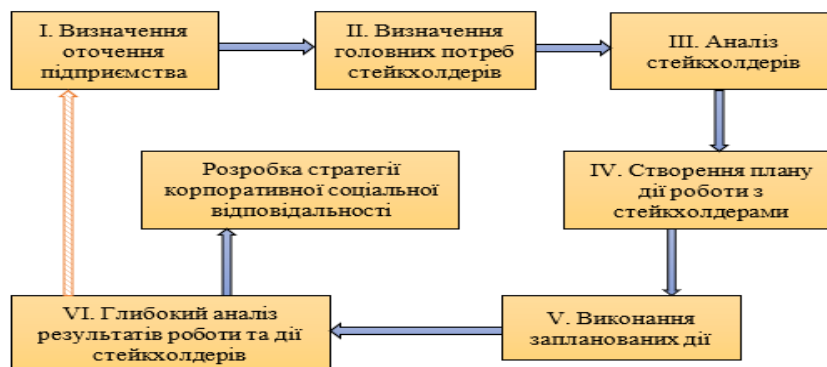 I. Визначення
оточення
підприємства
II. Визначення
головних потреб
стейкхолдерів
III. Аналіз
стейкхолдерів
Розробка стратегії
корпоративної соціальної
відповідальності
IV. Створення плану
дії роботи з
стейкхолдерами
VI. Глибокий аналіз
результатів роботи та дії
стейкхолдерів
V. Виконання
запланованих дії